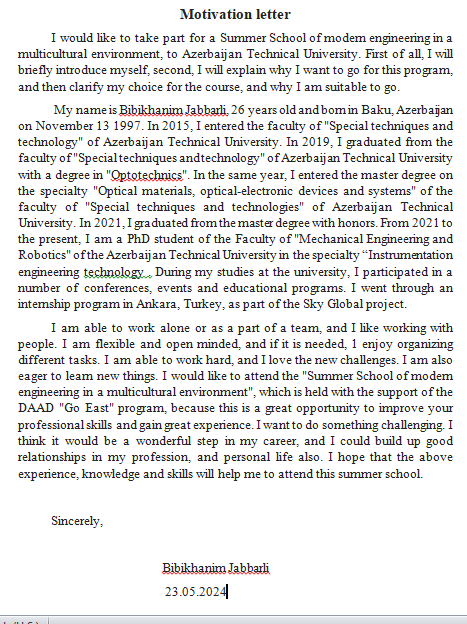 Motivation letter
I would like to take part for a Summer School of modern engineering in a
multicultural environment, to Azerbaijan Technical University. First of all, I will
briefly introduce myself, second, I will explain why I want to go for this program,
and then clarify my choice for the course, and why I am suitable to go.
My name is Bibikhanim Jabbarli, 26 years old and born in Baku, Azerbaijan
on November 13 1997. In 2015, I entered the faculty of "Special techniques and
technology" of Azerbaijan Technical University. In 2019, I graduated from the
faculty of "Special techniques and technology" of Azerbaijan Technical University
with a degree in "Optotechnics". In the same year, I entered the master degree on
the specialty "Optical materials, optical-electronic devices and systems" of the
faculty of "Special techniques and technologies" of Azerbaijan Technical
University. In 2021, I graduated from the master degree with honors. From 2021 to
the present, I am a PhD student of the Faculty of "Mechanical Engineering and
Robotics" of the Azerbaijan Technical University in the specialty “Instrumentation
engineering technology . During my studies at the university, I participated in a
number of conferences, events and educational programs. I went through an
internship program in Ankara, Turkey, as part of the Sky Global project.
I am able to work alone or as a part of a team, and I like working with
people. I am flexible and open minded, and if it is needed, 1 enjoy organizing
different tasks. I am able to work hard, and I love the new challenges. I am also
eager to learn new things. I would like to attend the "Summer School of modern
engineering in a multicultural environment", which is held with the support of the
DAAD "Go East" program, because this is a great opportunity to improve your
professional skills and gain great experience. I want to do something challenging. I
think it would be a wonderful step in my career, and I could build up good
relationships in my profession, and personal life also. I hope that the above
experience, knowledge and skills will help me to attend this summer school.
Sincerely,
Bibikhanim Jabbarli
23.05.2024